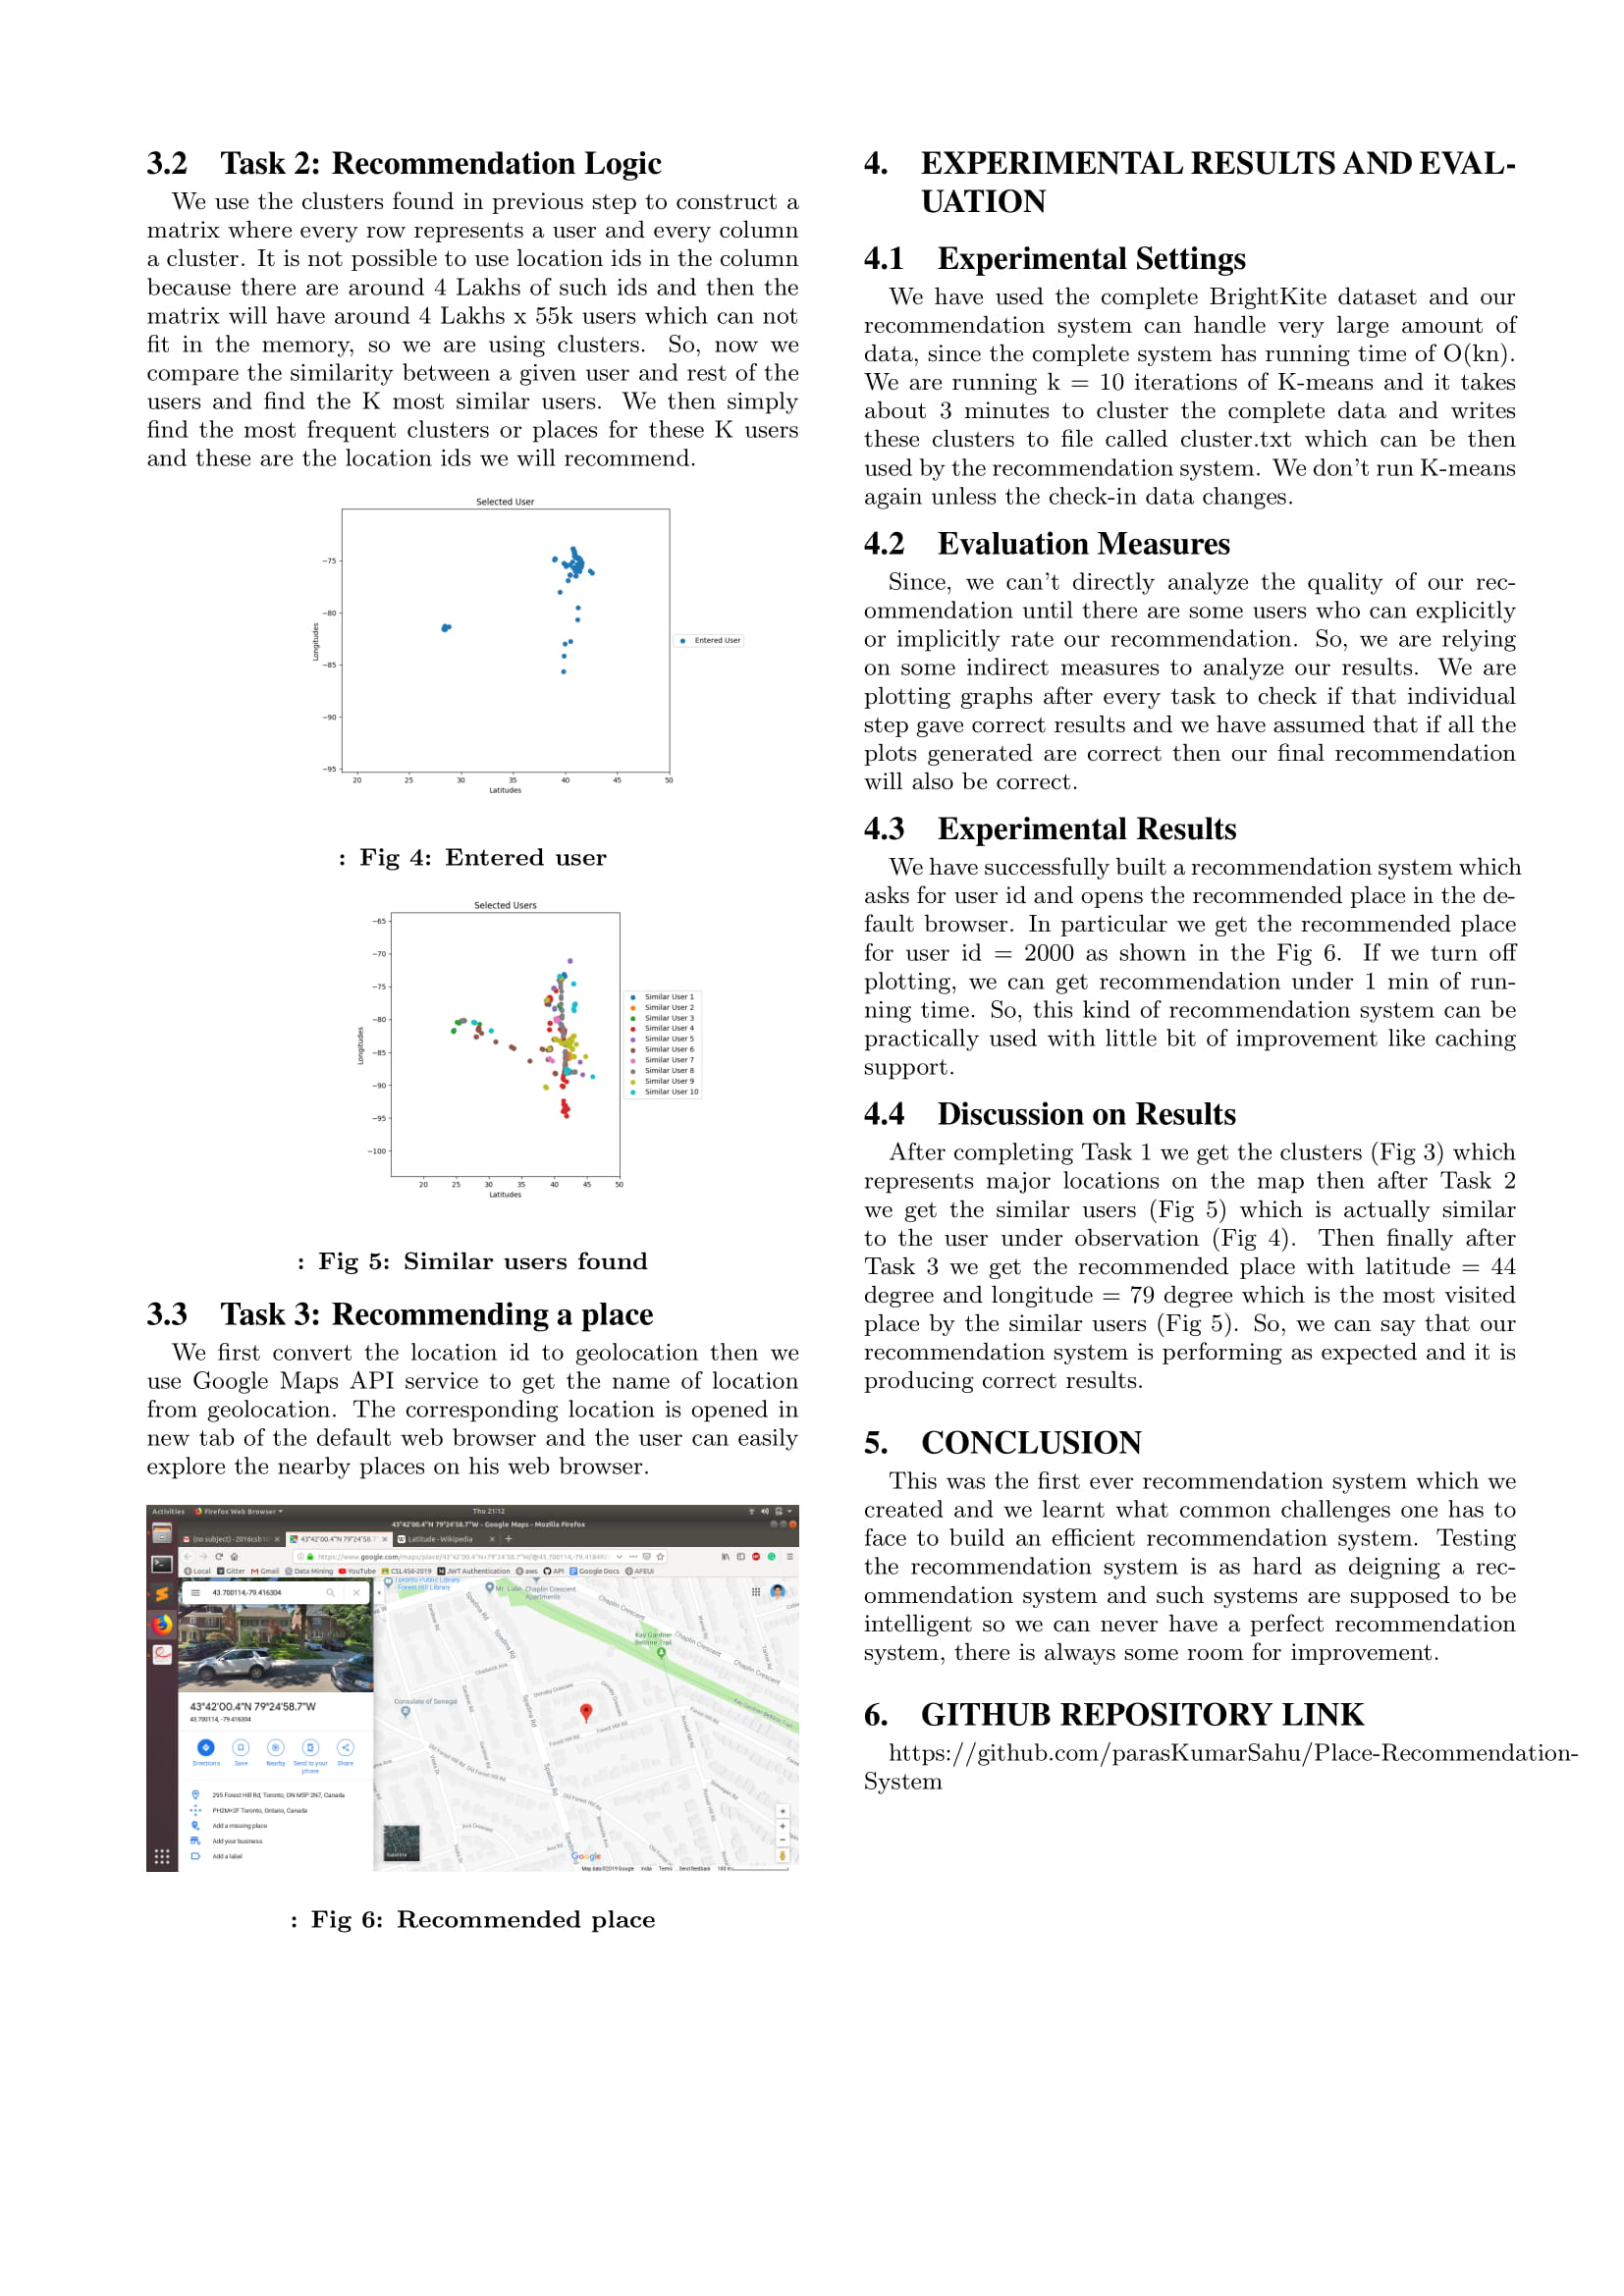 3.2 Task 2: Recommendation Logic
We use the clusters found in previous step to construct a
matrix where every row represents a user and every column
a cluster. It is not possible to use location ids in the column
because there are around 4 Lakhs of such ids and then the
matrix will have around 4 Lakhs x 55k users which can not
fit in the memory, so we are using clusters. So, now we
compare the similarity between a given user and rest of the
users and find the K most similar users. We then simply
find the most frequent clusters or places for these K users
and these are the location ids we will recommend.
Selected User
−75
−80
−85
−90
−95
Longitudes
20 25 30 35 40 45 50
Latitudes
Entered User
: Fig 4: Entered user
Selected Users
−65
−70
−75
−80
−85
−90
−95
−100
Longitudes
20 25 30 35 40 45 50
Latitudes
Similar User 1
Similar User 2
Similar User 3
Similar User 4
Similar User 5
Similar User 6
Similar User 7
Similar User 8
Similar User 9
Similar User 10
: Fig 5: Similar users found
3.3 Task 3: Recommending a place
We first convert the location id to geolocation then we
use Google Maps API service to get the name of location
from geolocation. The corresponding location is opened in
new tab of the default web browser and the user can easily
explore the nearby places on his web browser.
Activities Firefox Web Browser Thu 21:12
43°42'00.4"N 79°24'58.7"W - Google Maps - Mozilla Firefox
(no subject) - 2016csb10 43°42'00.4"N 79°24'58.7" Latitude - Wikipedia
https://www.google.com/maps/place/43°42'00.4"N+79°24'58.7"W/@43.700114,-79.41849
Local Gitter Gmail Data Mining YouTube CSL456-2019 JWT Authentication aws API Google Docs AFEUI
43.700114,-79.416304
43°42'00.4"N 79°24'58.7"W
43.700114, -79.416304
Directions Save Nearby Send to your phone Share
295 Forest Hill Rd, Toronto, ON M5P 2N7, Canada
PH2M+2F Toronto, Ontario, Canada
Add a missing place
Add your business
Add a label
Toronto Public Library
- Forest Hill Library
Chaplin Crescent
Apartments
Chaplin Crescent
Kay Gardner
Beltline Trail
Chaplin Crescent
Kay Gardner Beltline Trail
Consulate of Senegal
Spadina Rd
Forest Hill Rd
Old Forest Hill Rd
Satellite
Google
Map data ©2019 Google India Terms Send feedback 100 m
: Fig 6: Recommended place
4. EXPERIMENTAL RESULTS AND EVAL-
UATION
4.1 Experimental Settings
We have used the complete BrightKite dataset and our
recommendation system can handle very large amount of
data, since the complete system has running time of O(kn).
We are running k = 10 iterations of K-means and it takes
about 3 minutes to cluster the complete data and writes
these clusters to file called cluster.txt which can be then
used by the recommendation system. We don't run K-means
again unless the check-in data changes.
4.2 Evaluation Measures
Since, we can't directly analyze the quality of our rec-
ommendation until there are some users who can explicitly
or implicitly rate our recommendation. So, we are relying
on some indirect measures to analyze our results. We are
plotting graphs after every task to check if that individual
step gave correct results and we have assumed that if all the
plots generated are correct then our final recommendation
will also be correct.
4.3 Experimental Results
We have successfully built a recommendation system which
asks for user id and opens the recommended place in the de-
fault browser. In particular we get the recommended place
for user id = 2000 as shown in the Fig 6. If we turn off
plotting, we can get recommendation under 1 min of run-
ning time. So, this kind of recommendation system can be
practically used with little bit of improvement like caching
support.
4.4 Discussion on Results
After completing Task 1 we get the clusters (Fig 3) which
represents major locations on the map then after Task 2
we get the similar users (Fig 5) which is actually similar
to the user under observation (Fig 4). Then finally after
Task 3 we get the recommended place with latitude = 44
degree and longitude = 79 degree which is the most visited
place by the similar users (Fig 5). So, we can say that our
recommendation system is performing as expected and it is
producing correct results.
5. CONCLUSION
This was the first ever recommendation system which we
created and we learnt what common challenges one has to
face to build an efficient recommendation system. Testing
the recommendation system is as hard as deigning a rec-
ommendation system and such systems are supposed to be
intelligent so we can never have a perfect recommendation
system, there is always some room for improvement.
6. GITHUB REPOSITORY LINK
https://github.com/parasKumarSahu/Place-Recommendation-
System